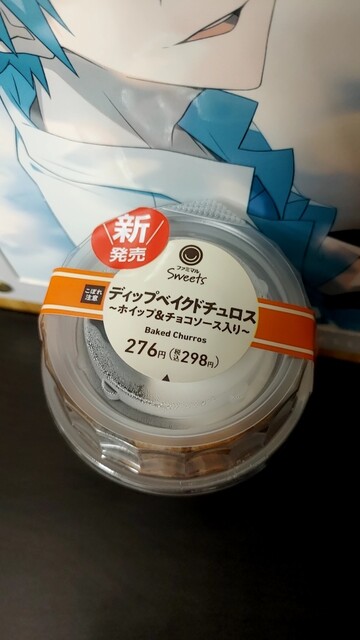 新
発売
ファミマル
Sweets
こぼれ
注意
ディップベイクドチュロス
～ホイップ&チョコソース入り～
Baked Churros
276円(税込298円)